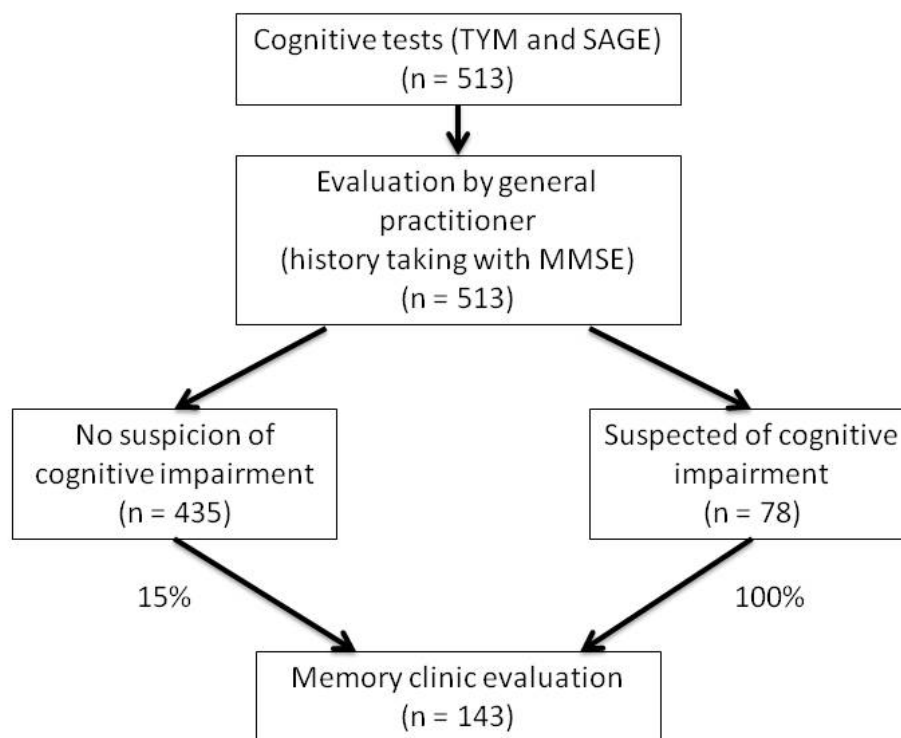 Cognitive tests (TYM and SAGE)
(n = 513)
Evaluation by general
practitioner
(history taking with MMSE)
(n = 513)
No suspicion of
cognitive impairment
(n = 435)
Suspected of cognitive
impairment
(n = 78)
15%
100%
Memory clinic evaluation
(n = 143)